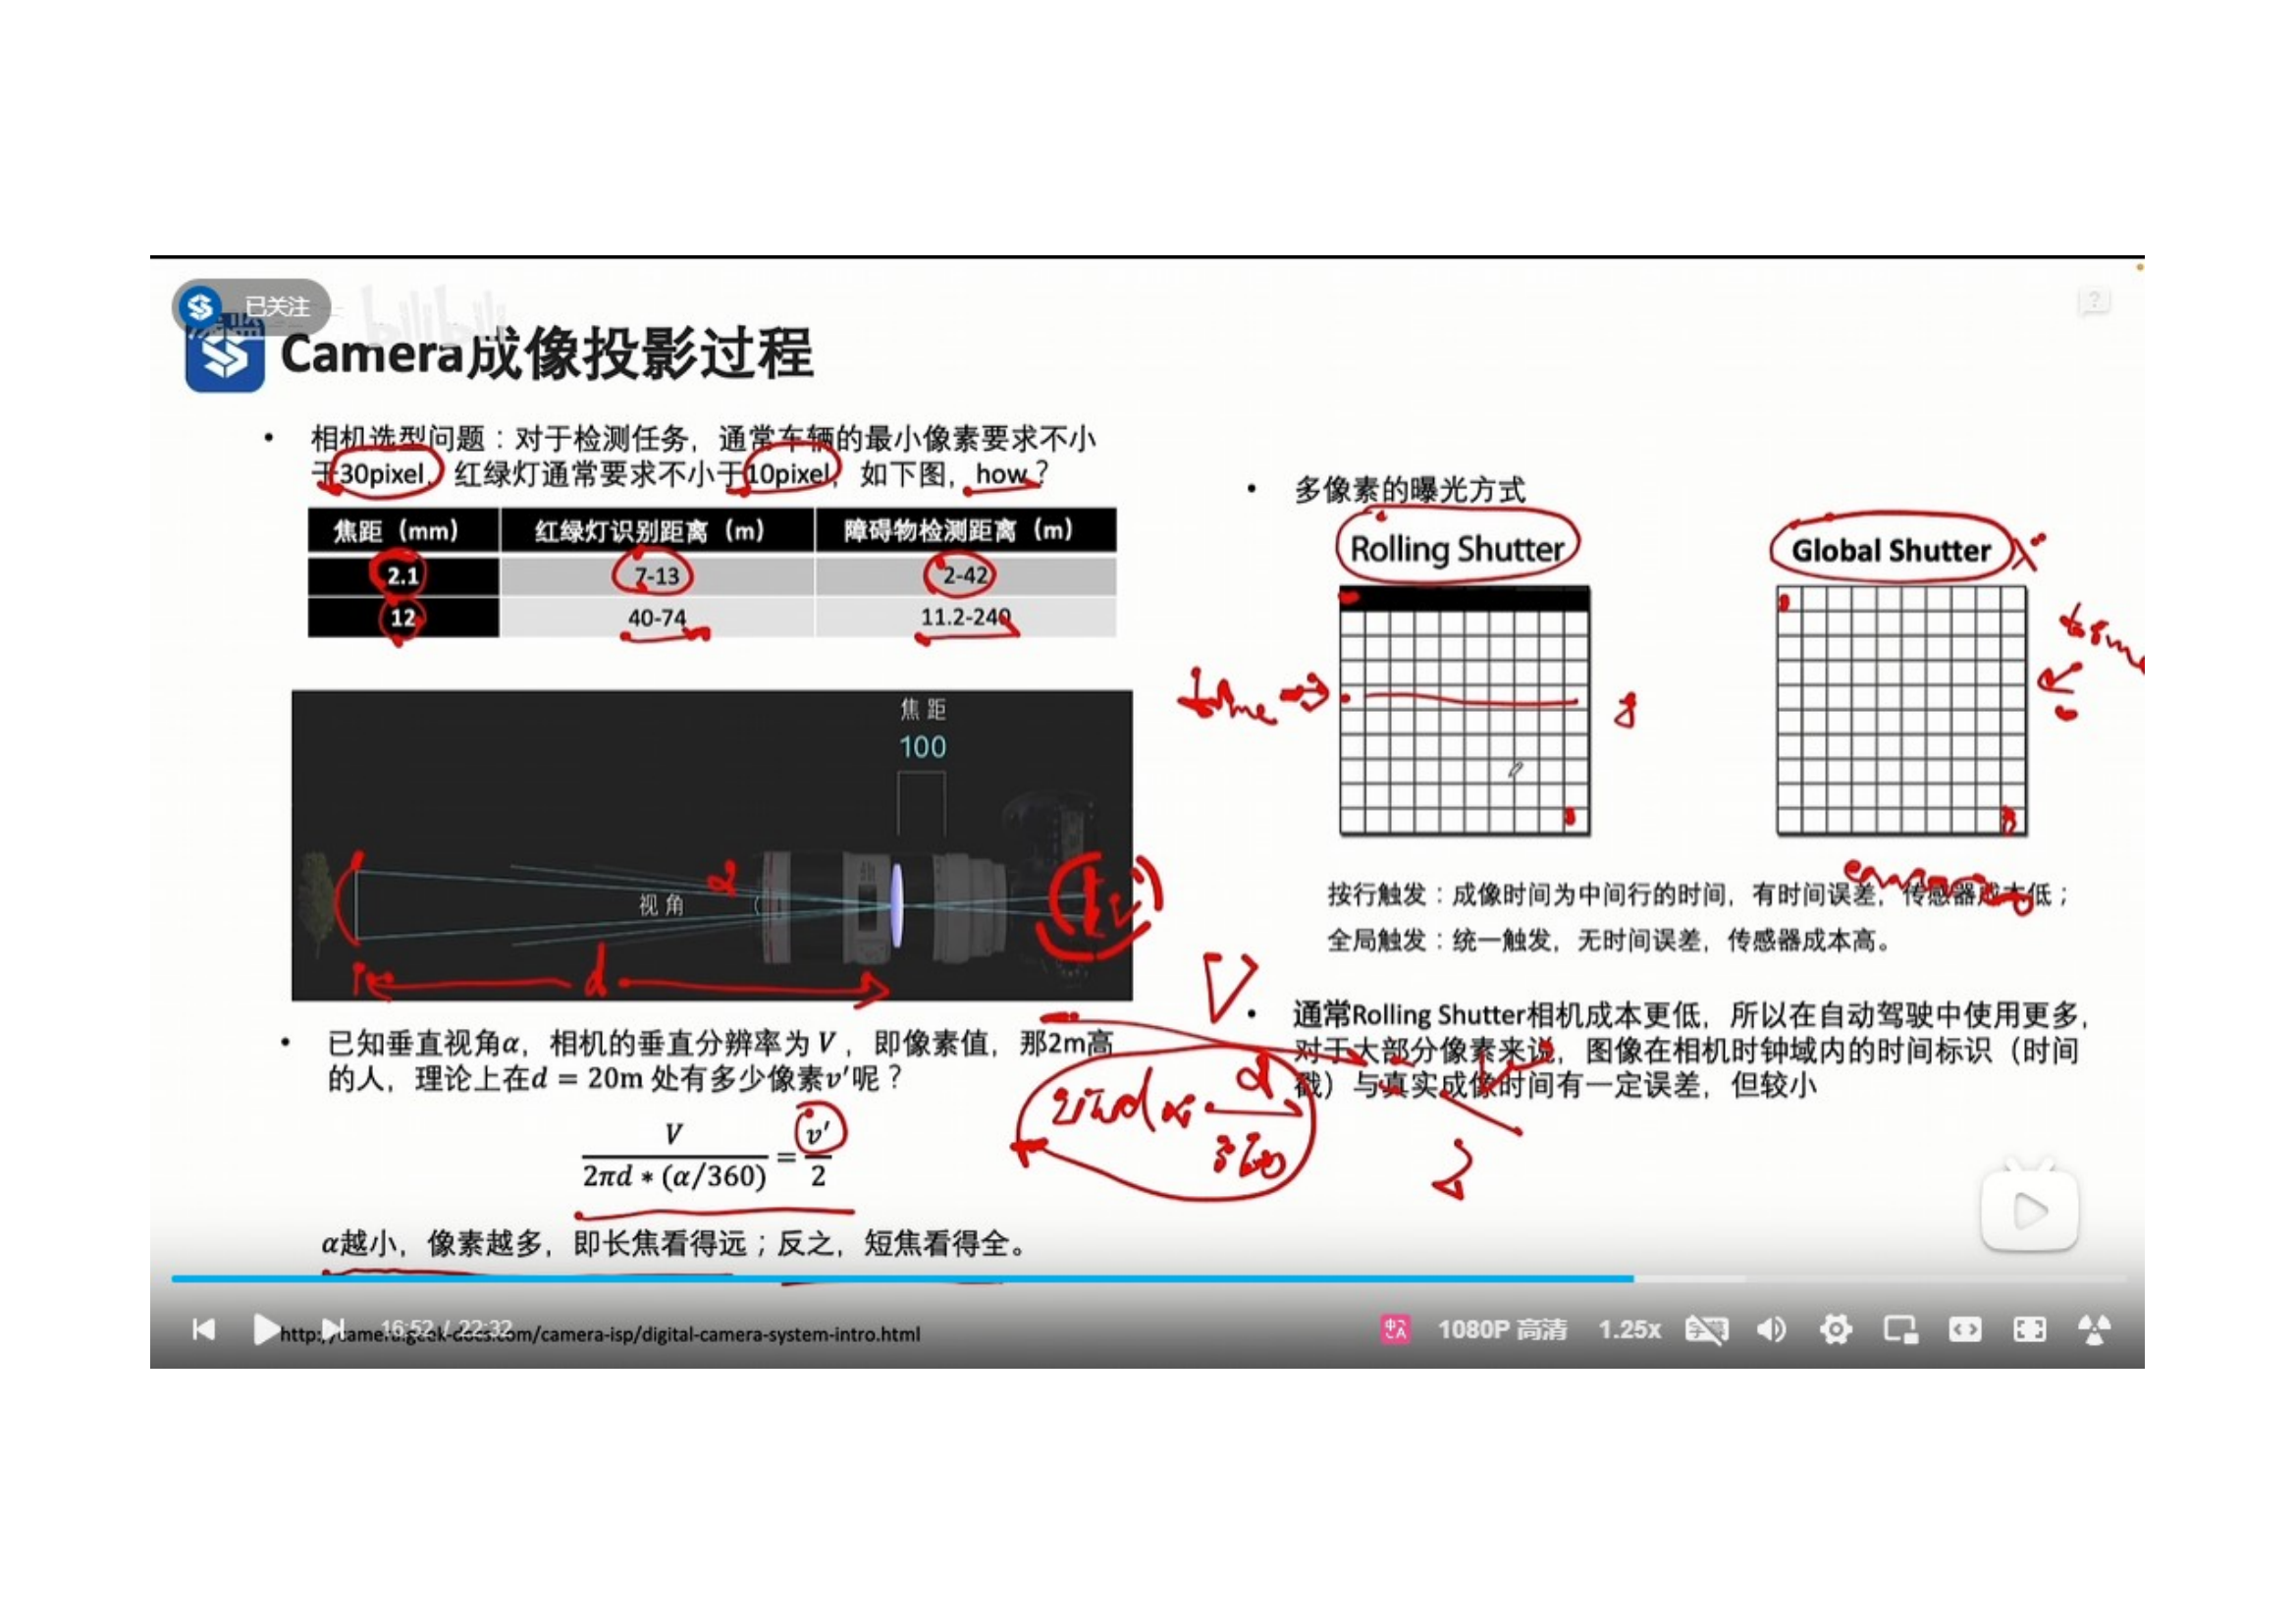 已关注
bilibili
Camera成像投影过程
• 相机选型问题：对于检测任务，通常车辆的最小像素要求不小
于30pixel，红绿灯通常要求不小于10pixel，如下图，how？
焦距（mm） 红绿灯识别距离（m） 障碍物检测距离（m）
2.1 7-13 2-42
12 40-74 11.2-240
焦距
100
视角
α
d
• 已知垂直视角α，相机的垂直分辨率为V，即像素值，那2m高
的人，理论上在d = 20m 处有多少像素v'呢？
V / 2πd * (α/360) = v' / 2
α越小，像素越多，即长焦看得远；反之，短焦看得全。
• 多像素的曝光方式
Rolling Shutter Global Shutter
time
time
按行触发：成像时间为中间行的时间，有时间误差，传感器成本低；
全局触发：统一触发，无时间误差，传感器成本高。
V
• 通常Rolling Shutter相机成本更低，所以在自动驾驶中使用更多，
对于大部分像素来说，图像在相机时钟域内的时间标识（时间
戳）与真实成像时间有一定误差，但较小
2πd × α / 360
2
16:52 / 22:32
http://camera.geek-docs.com/camera-isp/digital-camera-system-intro.html
1080P 高清 1.25x